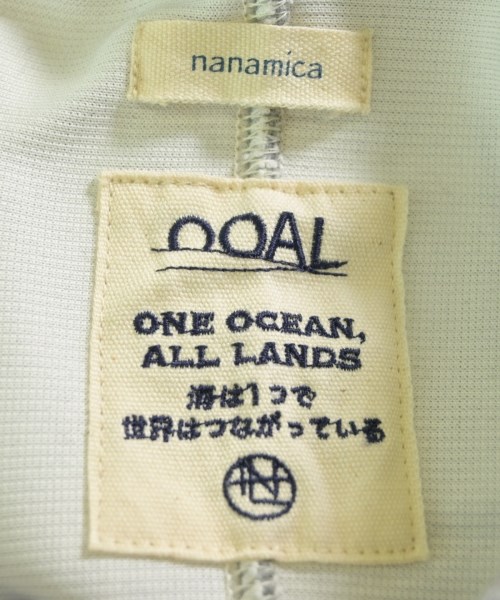 nanamica
OOAL
ONE OCEAN,
ALL LANDS
海は1つで
世界はつながっている